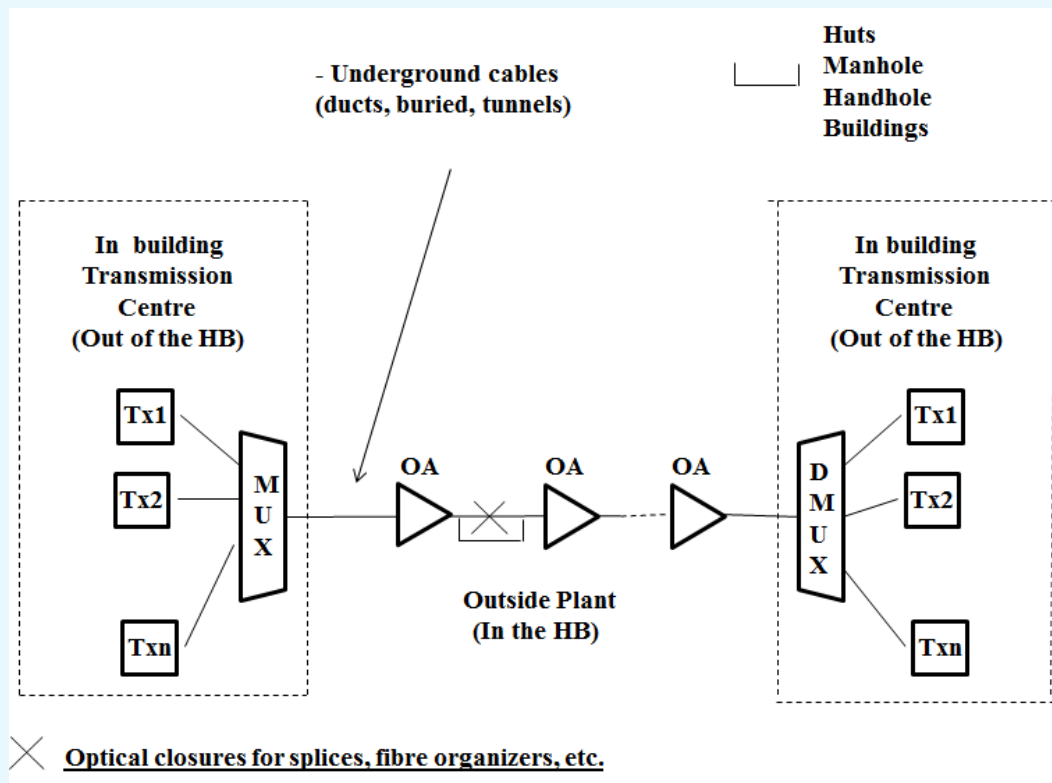 - Underground cables
(ducts, buried, tunnels)
Huts
Manhole
Handhole
Buildings
In building
Transmission
Centre
(Out of the HB)
In building
Transmission
Centre
(Out of the HB)
Tx1
Tx2
Txn
MUX
OA
OA
OA
DMUX
Tx1
Tx2
Txn
Outside Plant
(In the HB)
Optical closures for splices, fibre organizers, etc.